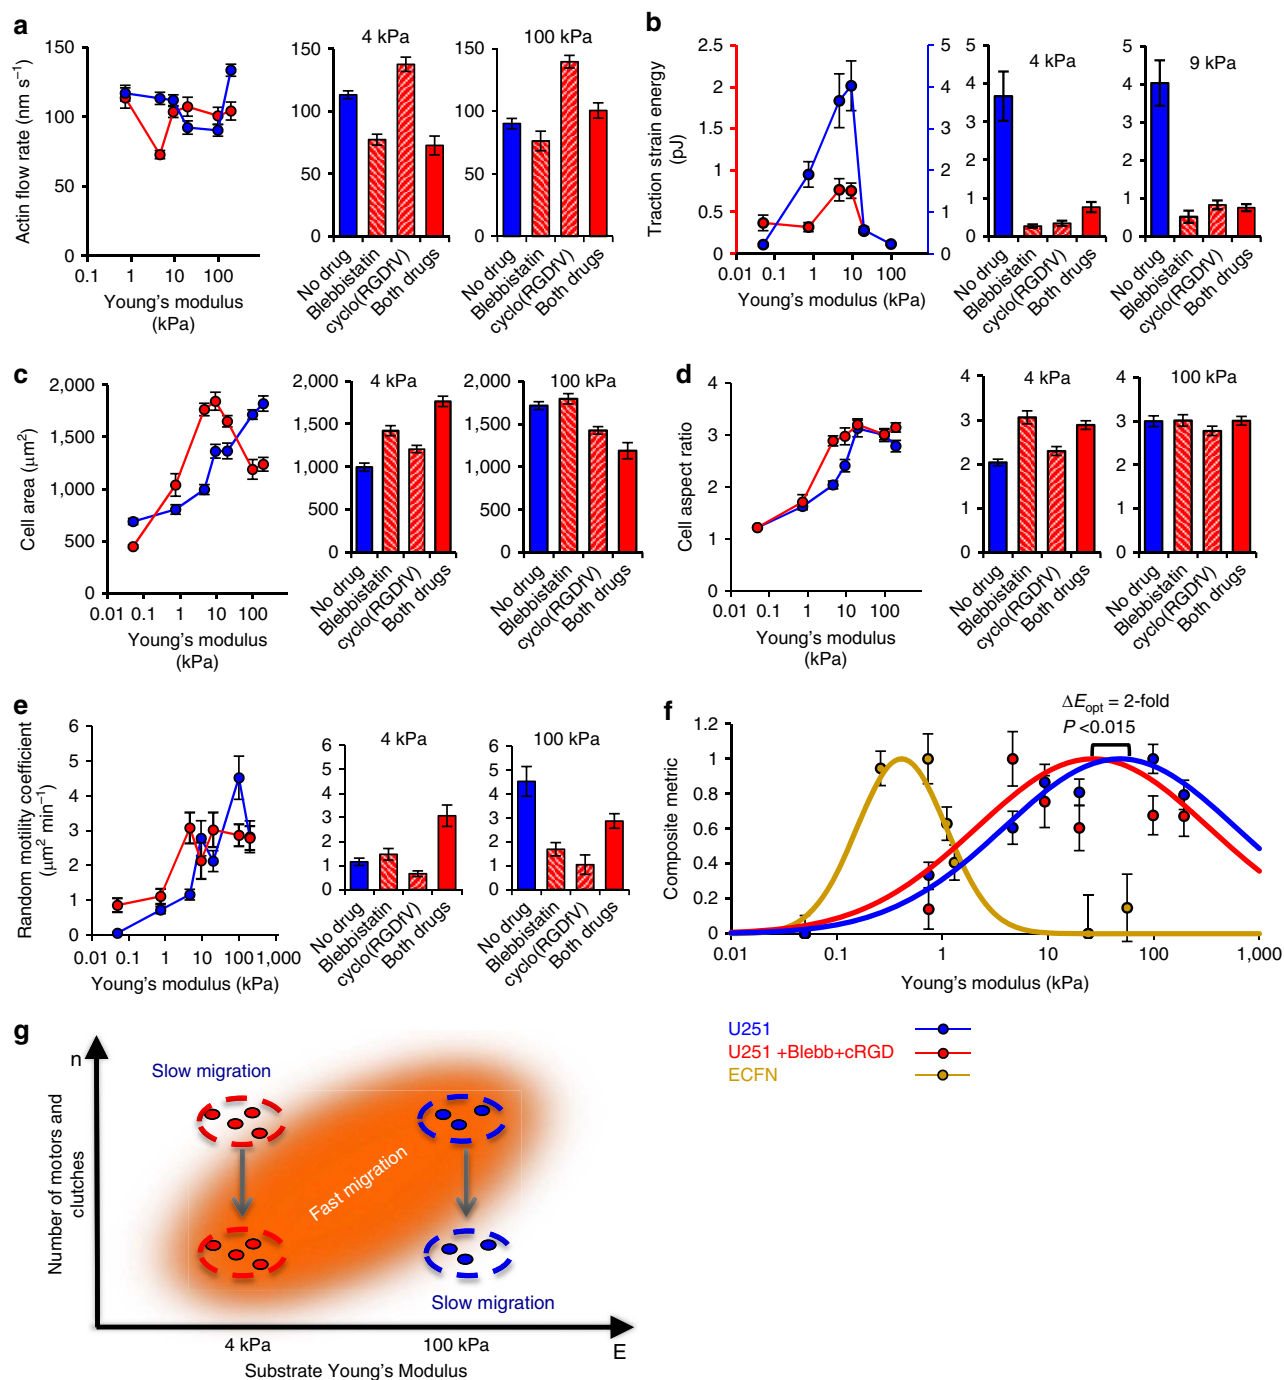 a
150
100
50
0
0.1
1
10
100
Actin flow rate (nm s⁻¹)
Young's modulus
(kPa)
4 kPa
150
100
50
0
No drug
Blebbistatin
cyclo(RGDfV)
Both drugs
100 kPa
150
100
50
0
No drug
Blebbistatin
cyclo(RGDfV)
Both drugs
b
2.5
2
1.5
1
0.5
0
5
4
3
2
1
0
0.01
0.1
1
10
100
Traction strain energy
(pJ)
Young's modulus
(kPa)
4 kPa
5
4
3
2
1
0
No drug
Blebbistatin
cyclo(RGDfV)
Both drugs
9 kPa
5
4
3
2
1
0
No drug
Blebbistatin
cyclo(RGDfV)
Both drugs
c
2,000
1,500
1,000
500
0
0.01
0.1
1
10
100
Cell area (μm²)
Young's modulus
(kPa)
4 kPa
2,000
1,500
1,000
500
0
No drug
Blebbistatin
cyclo(RGDfV)
Both drugs
100 kPa
2,000
1,500
1,000
500
0
No drug
Blebbistatin
cyclo(RGDfV)
Both drugs
d
4
3
2
1
0
0.01
0.1
1
10
100
Cell aspect ratio
Young's modulus
(kPa)
4 kPa
4
3
2
1
0
No drug
Blebbistatin
cyclo(RGDfV)
Both drugs
100 kPa
4
3
2
1
0
No drug
Blebbistatin
cyclo(RGDfV)
Both drugs
e
6
5
4
3
2
1
0
0.01
0.1
1
10
100
1,000
Random motility coefficient
(μm² min⁻¹)
Young's modulus (kPa)
4 kPa
6
5
4
3
2
1
0
No drug
Blebbistatin
cyclo(RGDfV)
Both drugs
100 kPa
6
5
4
3
2
1
0
No drug
Blebbistatin
cyclo(RGDfV)
Both drugs
f
ΔEopt = 2-fold
P <0.015
1.2
1
0.8
0.6
0.4
0.2
0
0.01
0.1
1
10
100
1,000
Composite metric
Young's modulus (kPa)
U251
U251 +Blebb+cRGD
ECFN
g
n
Slow migration
Fast migration
Slow migration
Number of motors and
clutches
4 kPa
100 kPa
E
Substrate Young's Modulus